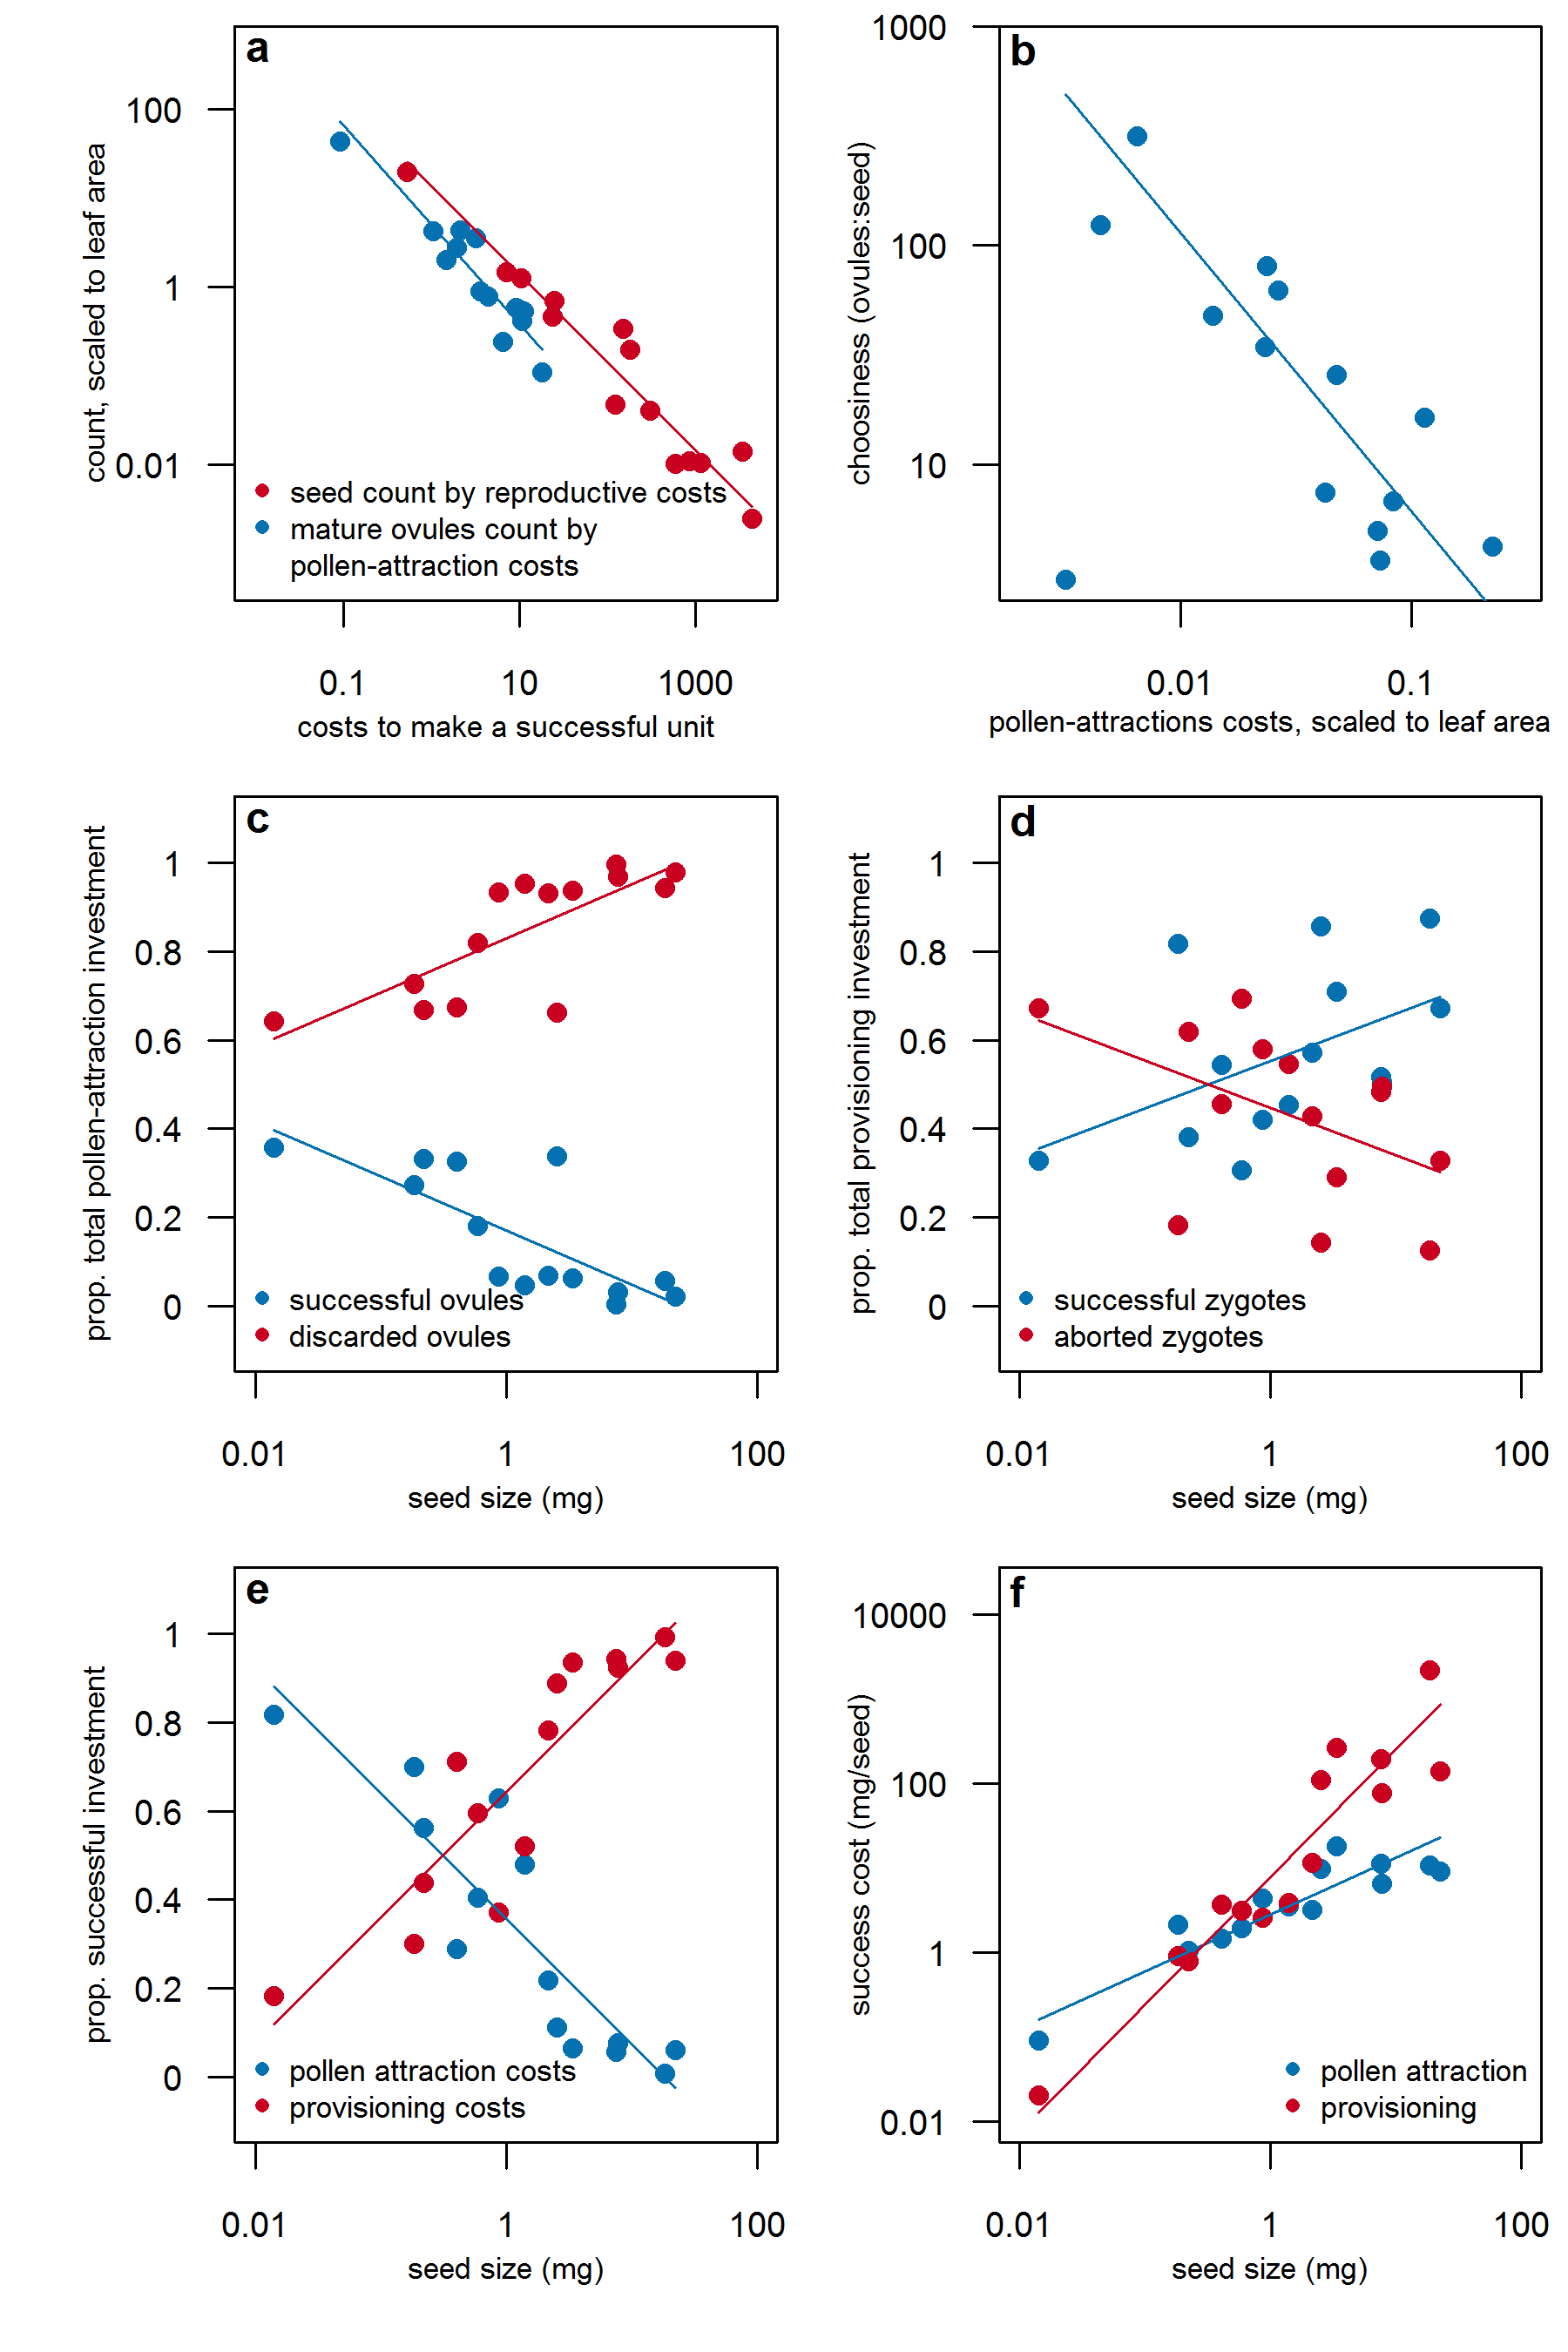 a
count, scaled to leaf area
100
1
0.01
seed count by reproductive costs
mature ovules count by
pollen-attraction costs
0.1 10 1000
costs to make a successful unit
b
choosiness (ovules:seed)
1000
100
10
0.01 0.1
pollen-attractions costs, scaled to leaf area
c
prop. total pollen-attraction investment
1
0.8
0.6
0.4
0.2
0
successful ovules
discarded ovules
0.01 1 100
seed size (mg)
d
prop. total provisioning investment
1
0.8
0.6
0.4
0.2
0
successful zygotes
aborted zygotes
0.01 1 100
seed size (mg)
e
prop. successful investment
1
0.8
0.6
0.4
0.2
0
pollen attraction costs
provisioning costs
0.01 1 100
seed size (mg)
f
success cost (mg/seed)
10000
100
1
0.01
pollen attraction
provisioning
0.01 1 100
seed size (mg)